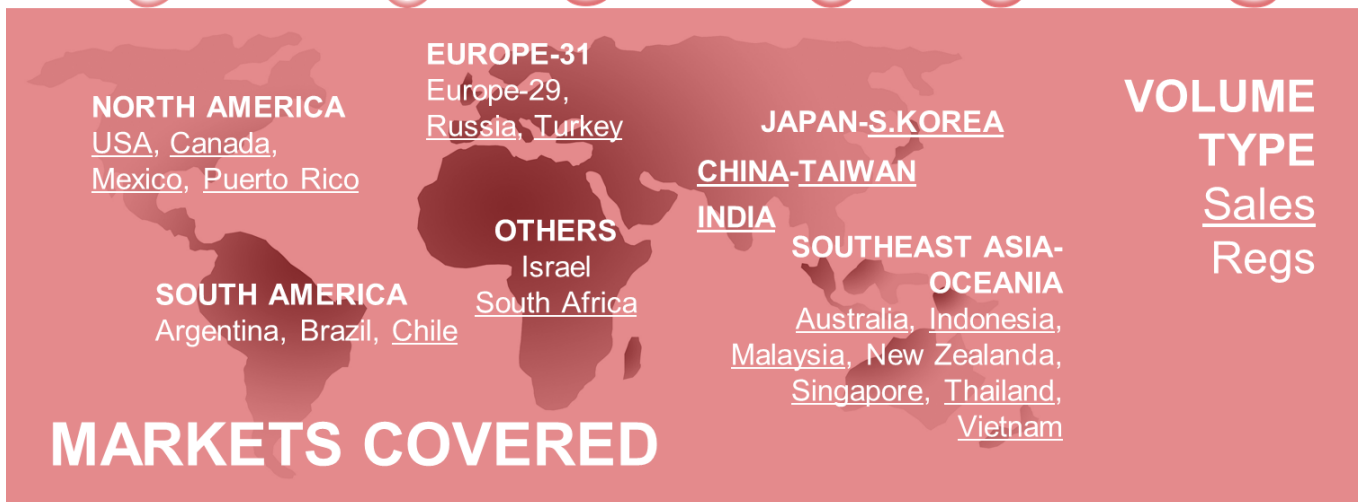 EUROPE-31
Europe-29,
Russia, Turkey
NORTH AMERICA
USA, Canada,
Mexico, Puerto Rico
JAPAN-S.KOREA
CHINA-TAIWAN
INDIA
OTHERS
Israel
South Africa
SOUTHEAST ASIA-
OCEANIA
Australia, Indonesia,
Malaysia, New Zealanda,
Singapore, Thailand,
Vietnam
SOUTH AMERICA
Argentina, Brazil, Chile
VOLUME
TYPE
Sales
Regs
MARKETS COVERED